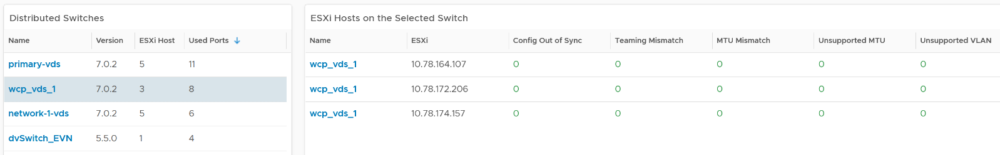 Distributed Switches
Name Version ESXi Host Used Ports
primary-vds 7.0.2 5 11
wcp_vds_1 7.0.2 3 8
network-1-vds 7.0.2 5 6
dvSwitch_EVN 5.5.0 1 4
ESXi Hosts on the Selected Switch
Name ESXi Config Out of Sync Teaming Mismatch MTU Mismatch Unsupported MTU Unsupported VLAN
wcp_vds_1 10.78.164.107 0 0 0 0 0
wcp_vds_1 10.78.172.206 0 0 0 0 0
wcp_vds_1 10.78.174.157 0 0 0 0 0